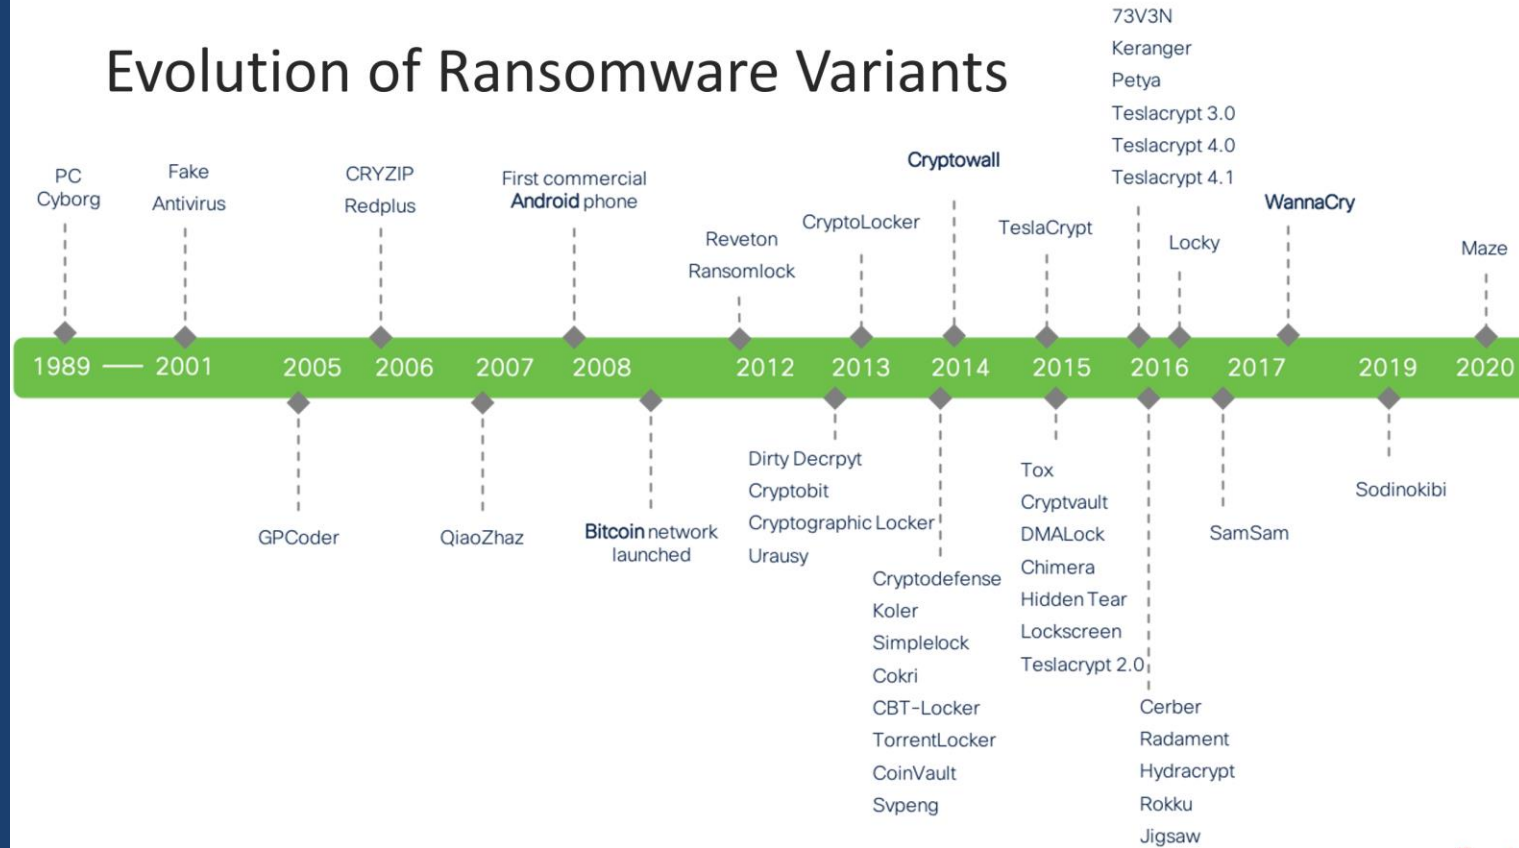 Evolution of Ransomware Variants
PC
Cyborg
Fake
Antivirus
CRYZIP
Redplus
First commercial
Android phone
Reveton
Ransomlock
CryptoLocker
Cryptowall
TeslaCrypt
73V3N
Keranger
Petya
Teslacrypt 3.0
Teslacrypt 4.0
Teslacrypt 4.1
Locky
WannaCry
Maze
1989 — 2001 2005 2006 2007 2008 2012 2013 2014 2015 2016 2017 2019 2020
GPCoder
QiaoZhaz
Bitcoin network
launched
Dirty Decrpyt
Cryptobit
Cryptographic Locker
Urausy
Cryptodefense
Koler
Simplelock
Cokri
CBT-Locker
TorrentLocker
CoinVault
Svpeng
Tox
Cryptvault
DMALock
Chimera
Hidden Tear
Lockscreen
Teslacrypt 2.0
Cerber
Radament
Hydracrypt
Rokku
Jigsaw
SamSam
Sodinokibi